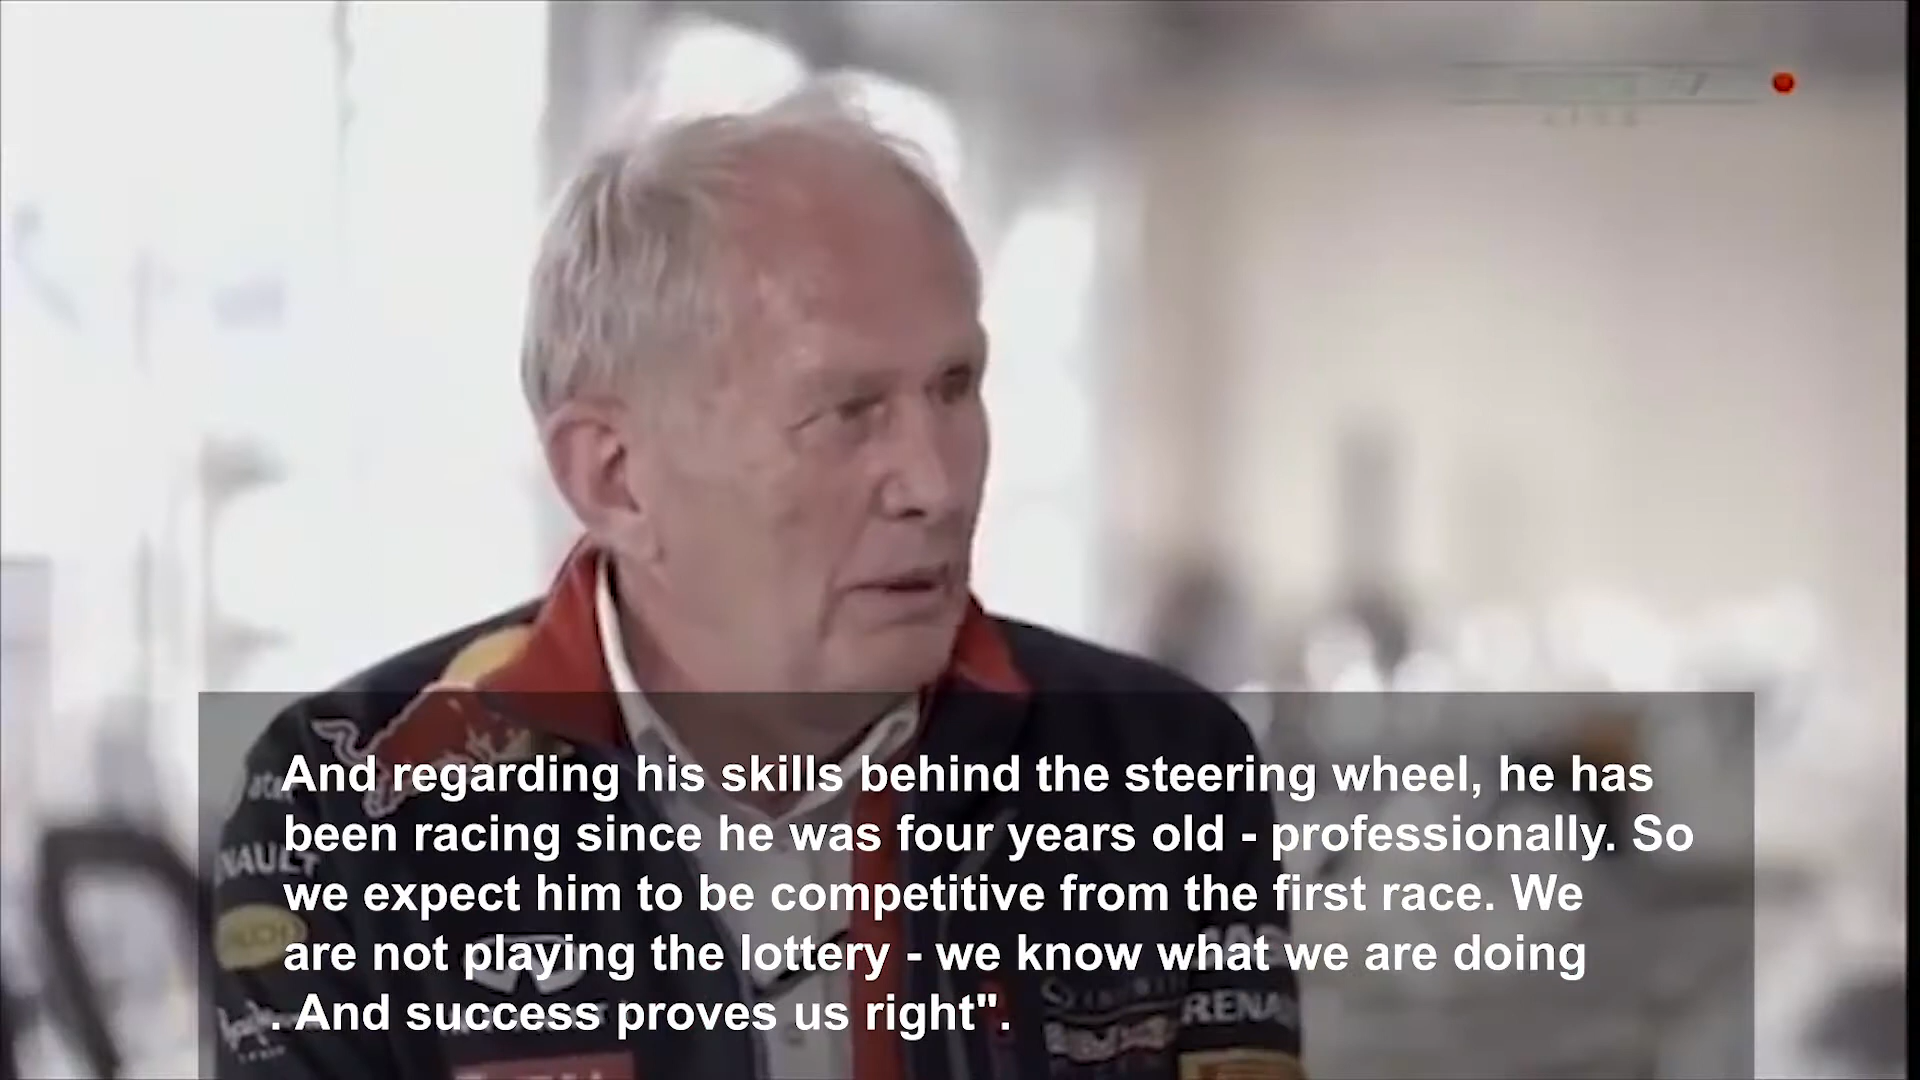 And regarding his skills behind the steering wheel, he has
been racing since he was four years old - professionally. So
we expect him to be competitive from the first race. We
are not playing the lottery - we know what we are doing
. And success proves us right".
NAULT
RENA